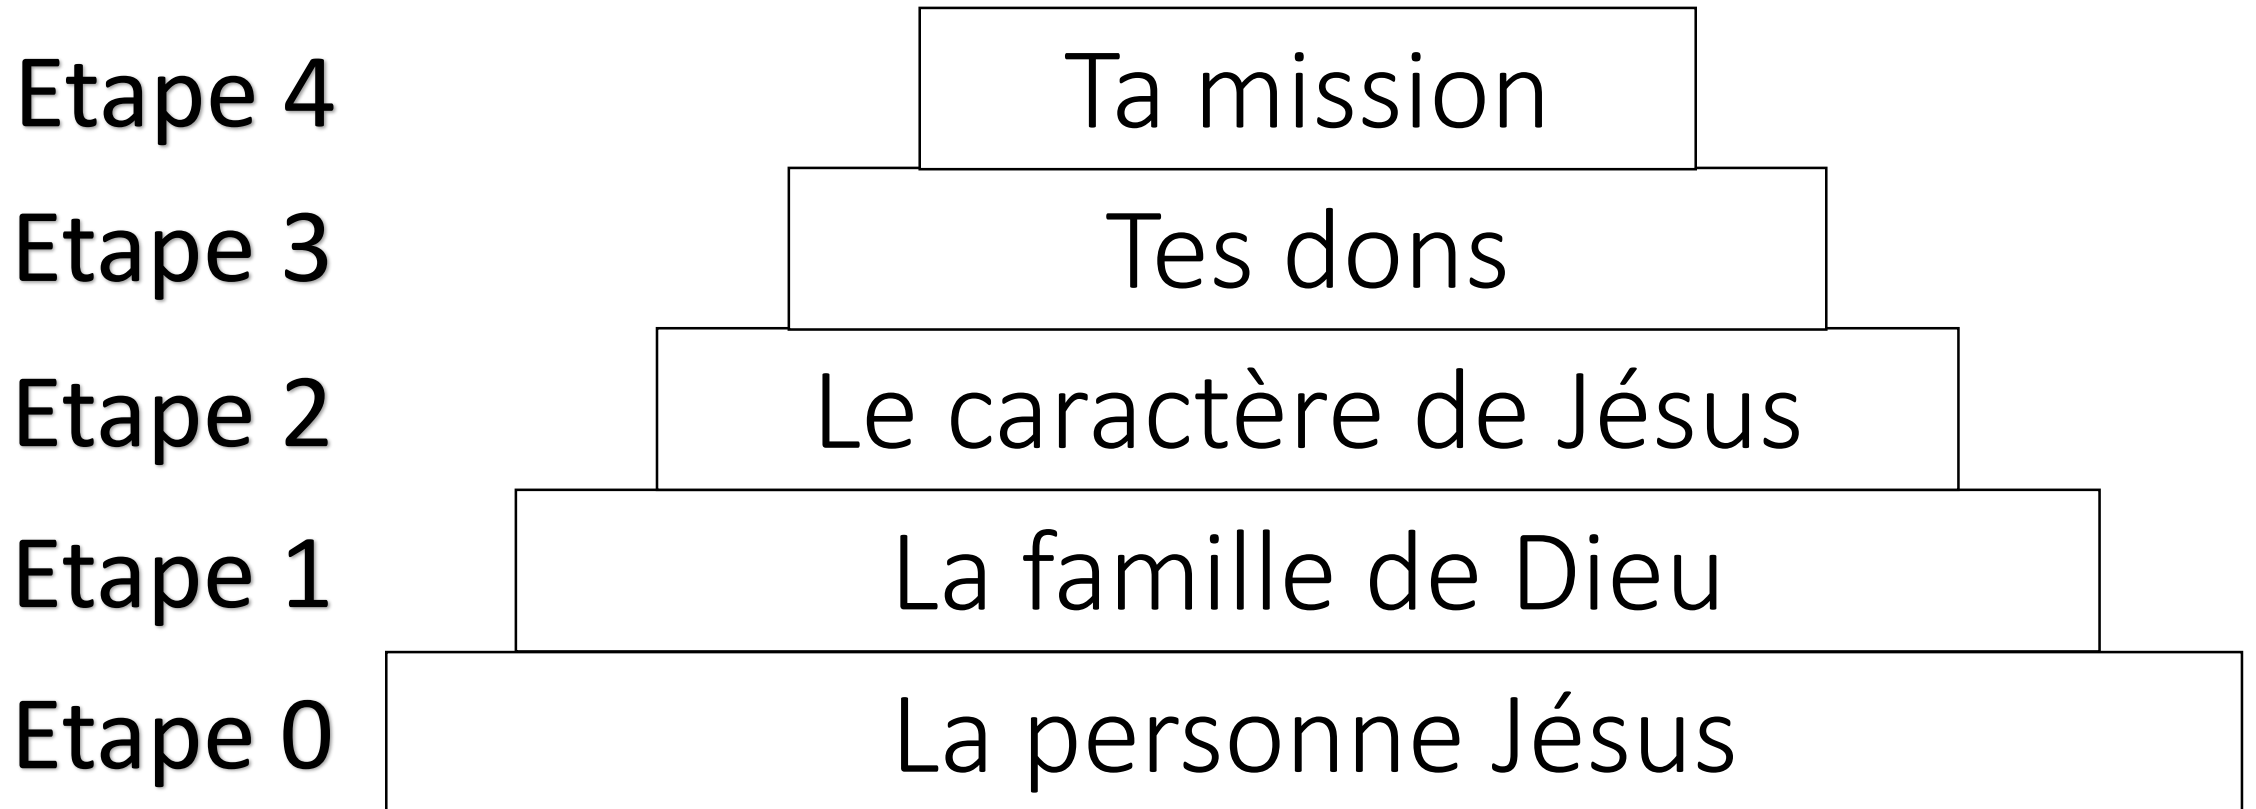 Etape 4 Ta mission
Etape 3 Tes dons
Etape 2 Le caractère de Jésus
Etape 1 La famille de Dieu
Etape 0 La personne Jésus